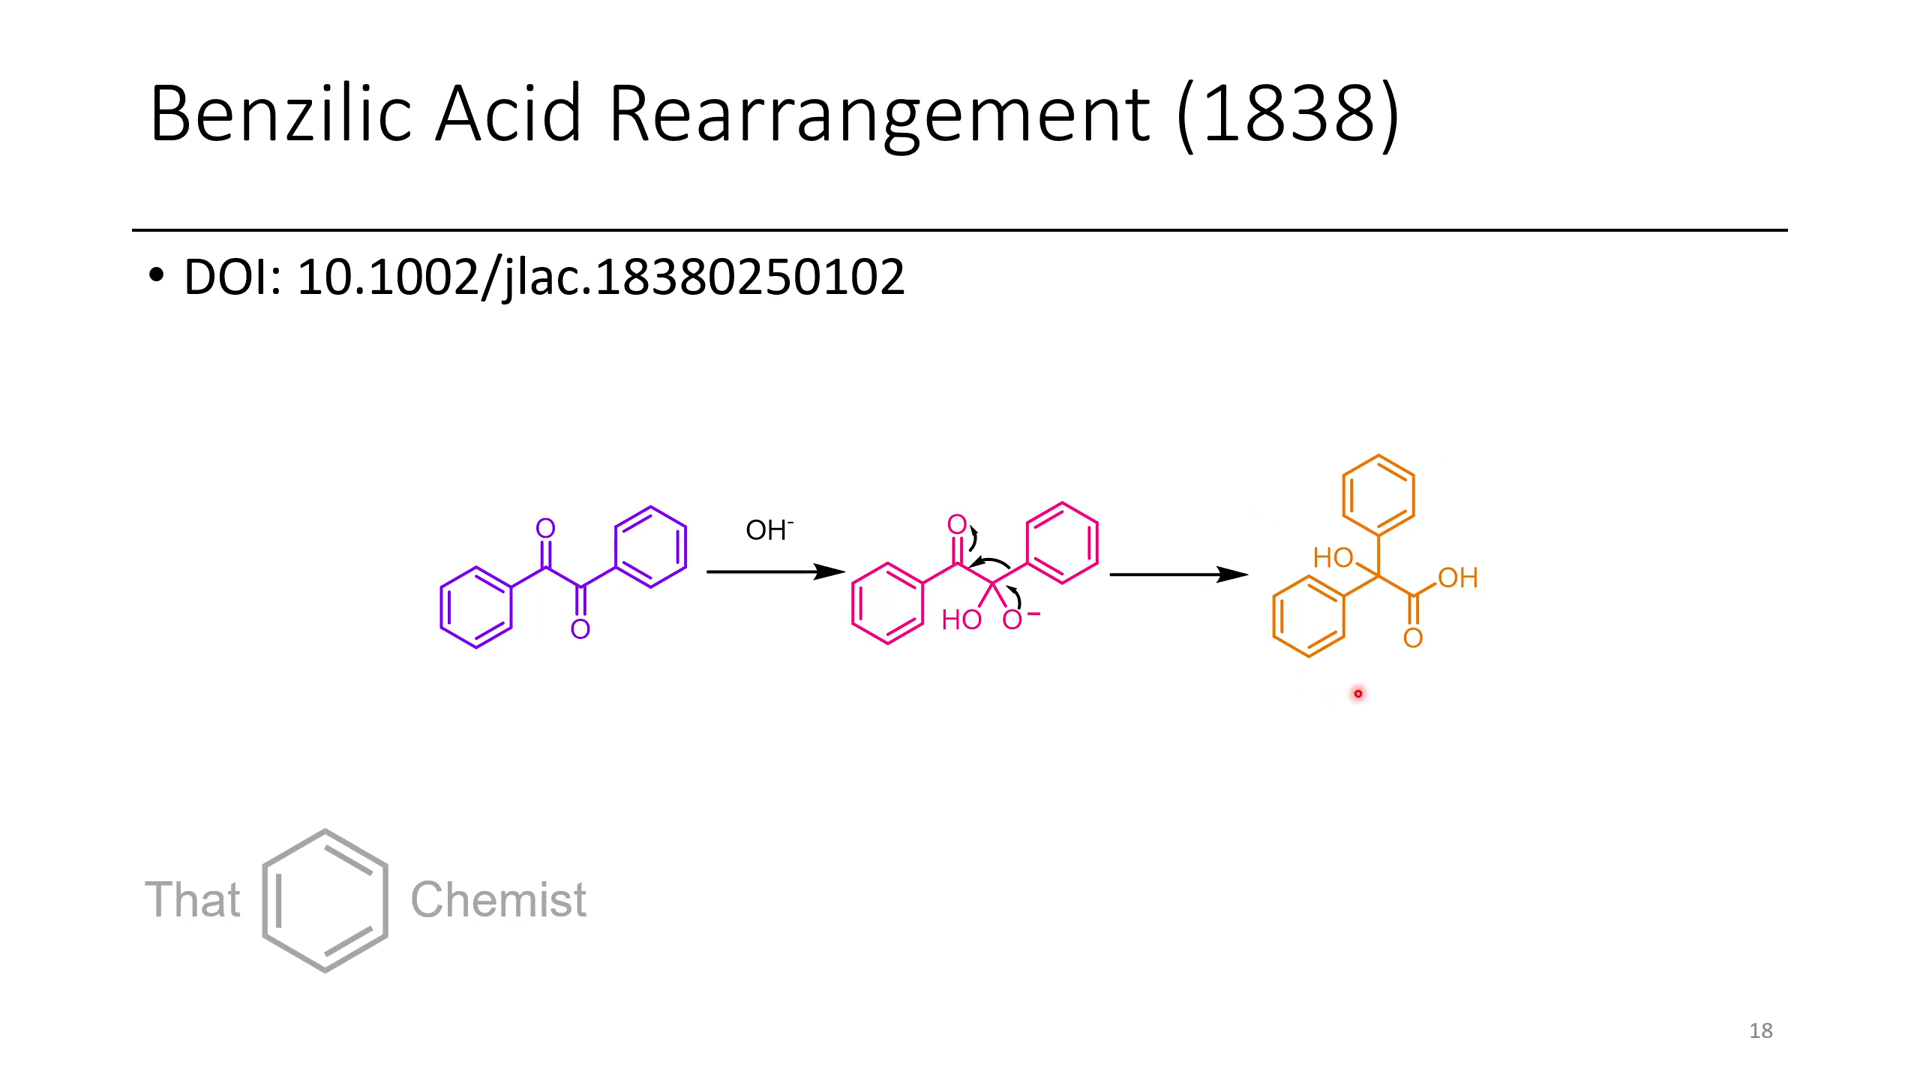 Benzilic Acid Rearrangement (1838)
• DOI: 10.1002/jlac.18380250102
O
O
OH⁻
O
HO O−
HO
OH
O
That Chemist
18